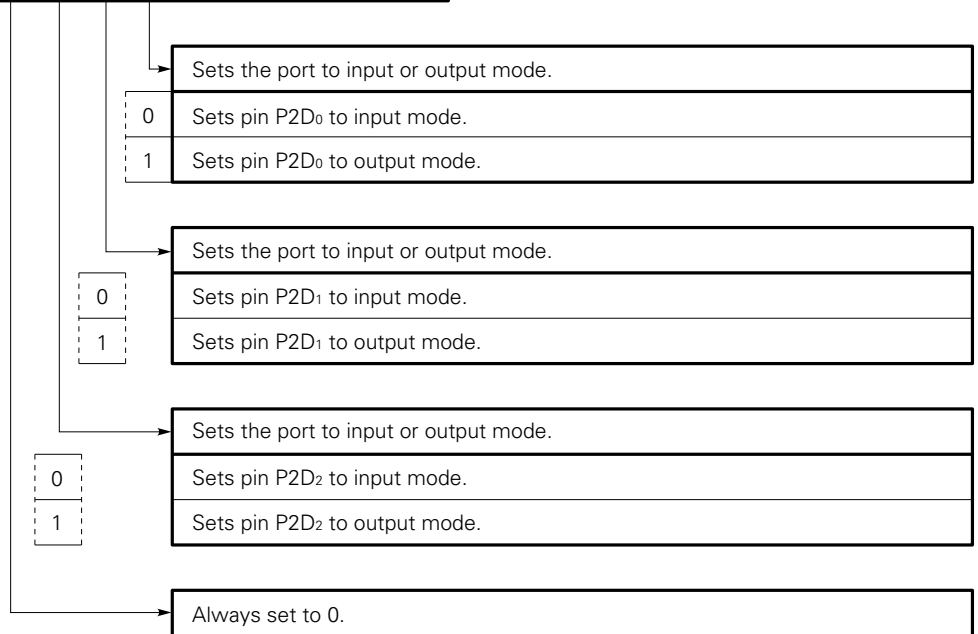 Sets the port to input or output mode.
0 Sets pin P2D₀ to input mode.
1 Sets pin P2D₀ to output mode.
Sets the port to input or output mode.
0 Sets pin P2D₁ to input mode.
1 Sets pin P2D₁ to output mode.
Sets the port to input or output mode.
0 Sets pin P2D₂ to input mode.
1 Sets pin P2D₂ to output mode.
Always set to 0.